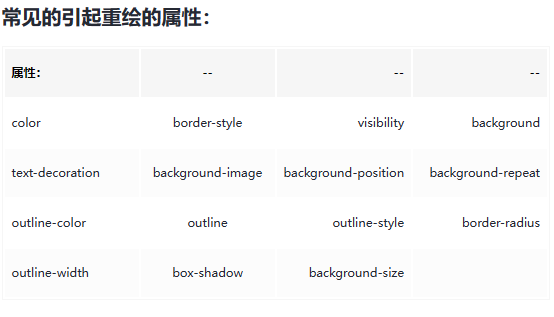 常见的引起重绘的属性：
属性： -- -- --
color border-style visibility background
text-decoration background-image background-position background-repeat
outline-color outline outline-style border-radius
outline-width box-shadow background-size